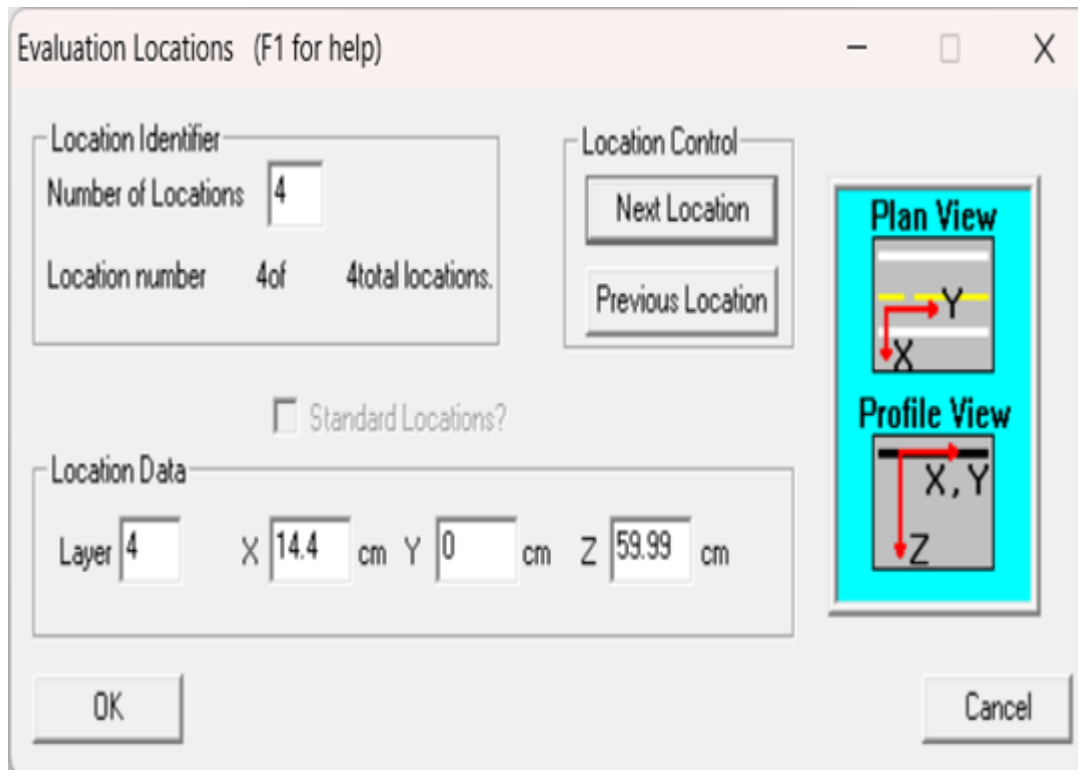 Evaluation Locations (F1 for help)
Location Identifier
Number of Locations 4
Location number 4of 4total locations.
Location Control
Next Location
Previous Location
Plan View
Y
X
Profile View
X, Y
Z
Standard Locations?
Location Data
Layer 4 X 14.4 cm Y 0 cm Z 59.99 cm
OK
Cancel